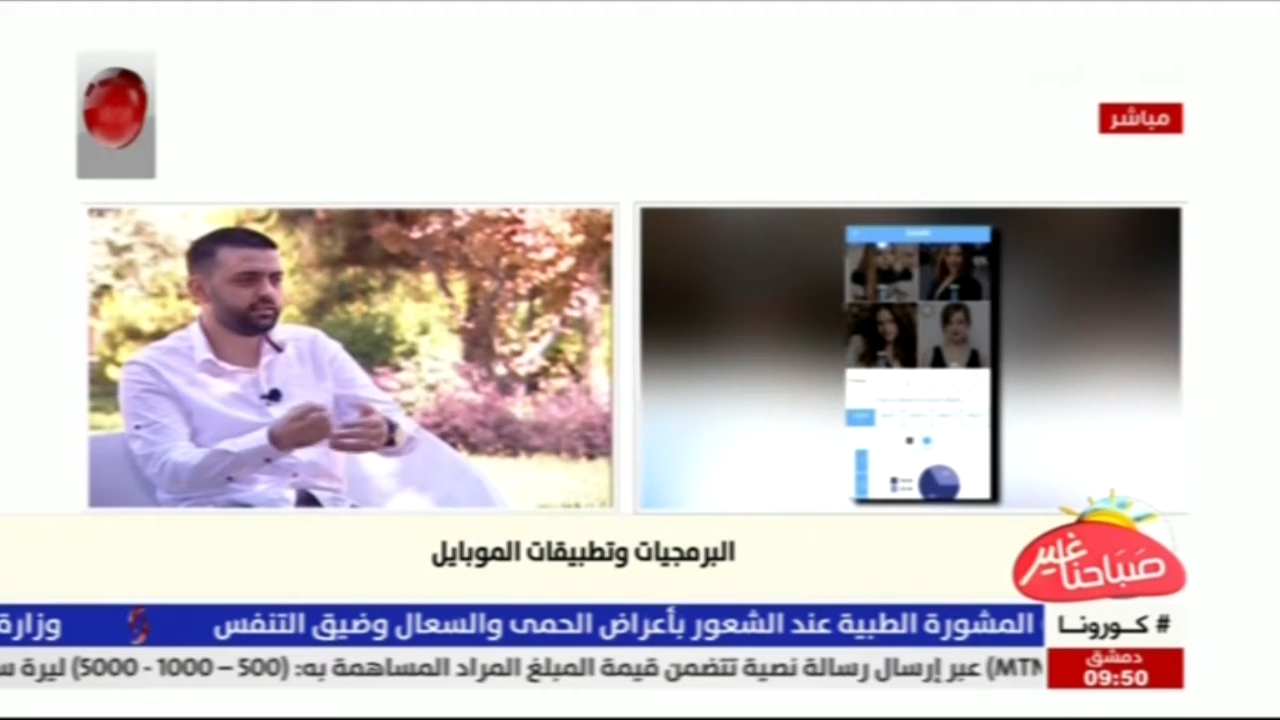 مباشر
البرمجيات وتطبيقات الموبايل
صباحنا غير
# كورونا
المشورة الطبية عند الشعور بأعراض الحمى والسعال وضيق التنفس
وزارة
دمشق
09:50
MTN) عبر إرسال رسالة نصية تتضمن قيمة المبلغ المراد المساهمة به: (500 – 1000 - 5000) ليرة